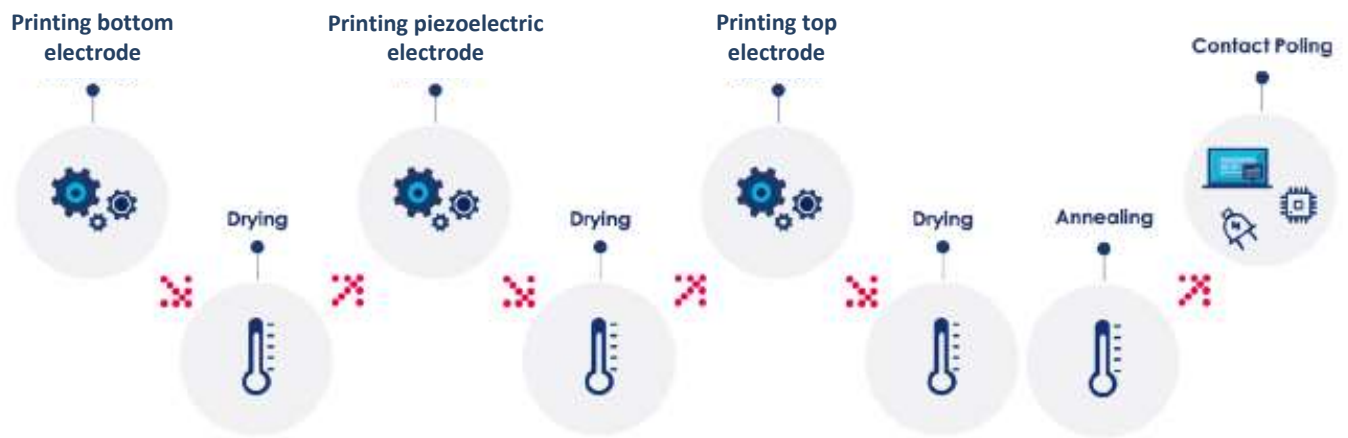 Printing bottom
electrode
Drying
Printing piezoelectric
electrode
Drying
Printing top
electrode
Drying
Annealing
Contact Poling